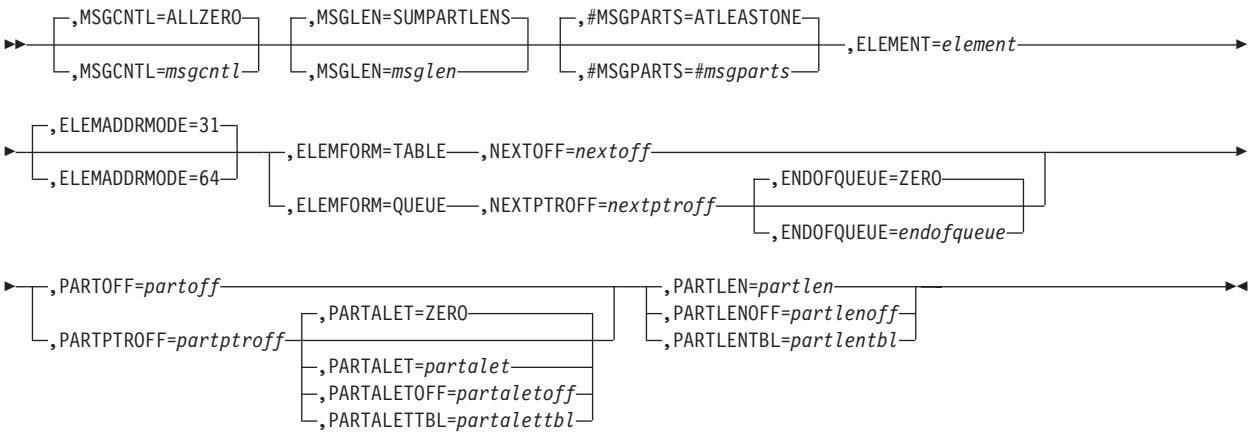 ,MSGCNTL=ALLZERO ,MSGLEN=SUMPARTLENS ,#MSGPARTS=ATLEASTONE
,ELEMENT=element
,MSGCNTL=msgcntl ,MSGLEN=msglen ,#MSGPARTS=#msgparts
,ELEMADDRMODE=31
,ELEMFORM=TABLE ,NEXTOFF=nextoff
,ELEMADDRMODE=64
,ENDOFQUEUE=ZERO
,ELEMFORM=QUEUE ,NEXTPTROFF=nextptroff
,ENDOFQUEUE=endofqueue
,PARTOFF=partoff ,PARTLEN=partlen
,PARTALET=ZERO ,PARTLENOFF=partlenoff
,PARTPTROFF=partptroff ,PARTLENTBL=partlentbl
,PARTALET=partalet
,PARTALETOFF=partaletoff
,PARTALETTBL=partalettbl